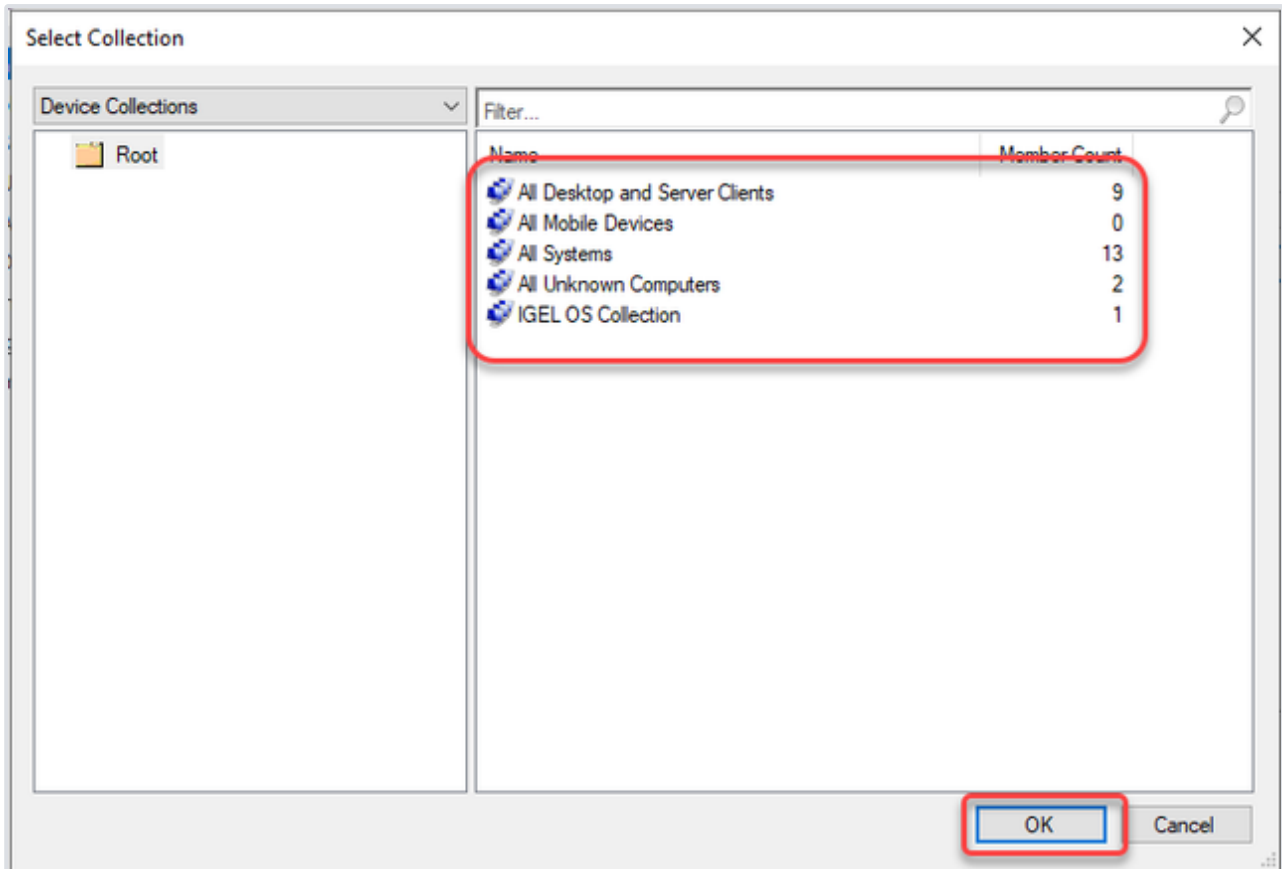 Select Collection
Device Collections
Filter...
Root
Name Member Count
All Desktop and Server Clients 9
All Mobile Devices 0
All Systems 13
All Unknown Computers 2
IGEL OS Collection 1
OK Cancel